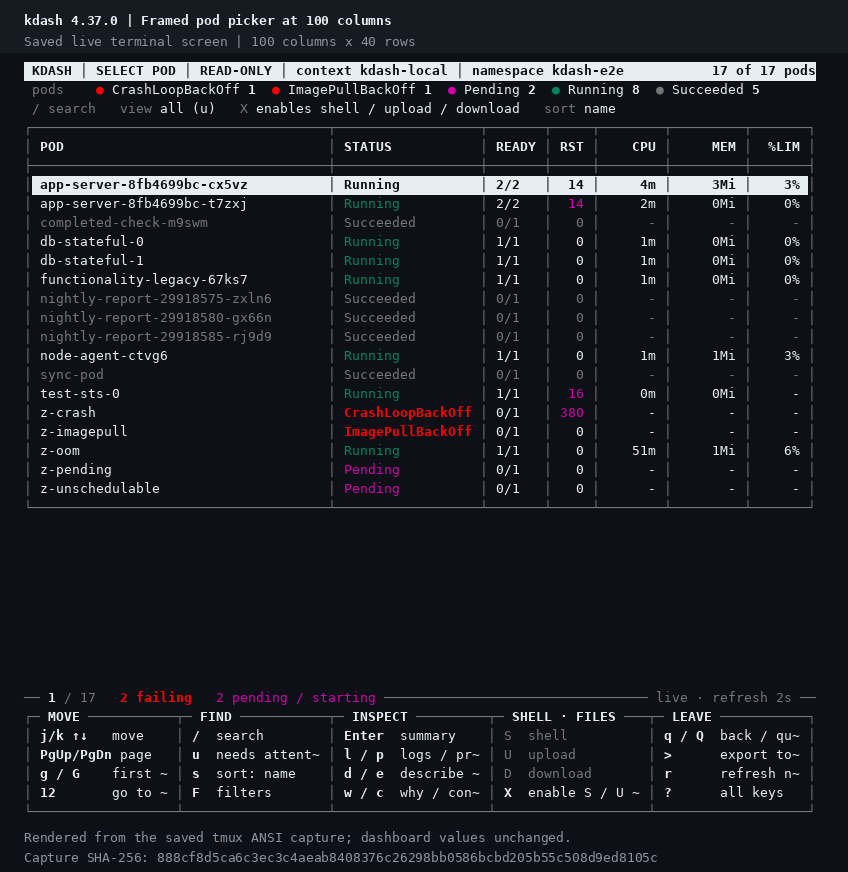 kdash 4.37.0 | Framed pod picker at 100 columns
Saved live terminal screen | 100 columns x 40 rows
KDASH │ SELECT POD │ READ-ONLY │ context kdash-local │ namespace kdash-e2e 17 of 17 pods
pods ● CrashLoopBackOff 1 ● ImagePullBackOff 1 ● Pending 2 ● Running 8 ● Succeeded 5
/ search view all (u) X enables shell / upload / download sort name
POD │ STATUS │ READY │ RST │ CPU │ MEM │ %LIM
app-server-8fb4699bc-cx5vz │ Running │ 2/2 │ 14 │ 4m │ 3Mi │ 3%
app-server-8fb4699bc-t7zxj │ Running │ 2/2 │ 14 │ 2m │ 0Mi │ 0%
completed-check-m9swm │ Succeeded │ 0/1 │ 0 │ - │ - │ -
db-stateful-0 │ Running │ 1/1 │ 0 │ 1m │ 0Mi │ 0%
db-stateful-1 │ Running │ 1/1 │ 0 │ 1m │ 0Mi │ 0%
functionality-legacy-67ks7 │ Running │ 1/1 │ 0 │ 1m │ 0Mi │ 0%
nightly-report-29918575-zxln6 │ Succeeded │ 0/1 │ 0 │ - │ - │ -
nightly-report-29918580-gx66n │ Succeeded │ 0/1 │ 0 │ - │ - │ -
nightly-report-29918585-rj9d9 │ Succeeded │ 0/1 │ 0 │ - │ - │ -
node-agent-ctvg6 │ Running │ 1/1 │ 0 │ 1m │ 1Mi │ 3%
sync-pod │ Succeeded │ 0/1 │ 0 │ - │ - │ -
test-sts-0 │ Running │ 1/1 │ 16 │ 0m │ 0Mi │ -
z-crash │ CrashLoopBackOff │ 0/1 │ 380 │ - │ - │ -
z-imagepull │ ImagePullBackOff │ 0/1 │ 0 │ - │ - │ -
z-oom │ Running │ 1/1 │ 0 │ 51m │ 1Mi │ 6%
z-pending │ Pending │ 0/1 │ 0 │ - │ - │ -
z-unschedulable │ Pending │ 0/1 │ 0 │ - │ - │ -
1 / 17 2 failing 2 pending / starting live · refresh 2s
MOVE FIND INSPECT SHELL · FILES LEAVE
j/k ↑↓ move │ / search │ Enter summary │ S shell │ q / Q back / qu~
PgUp/PgDn page │ u needs attent~ │ l / p logs / pr~ │ U upload │ > export to~
g / G first ~ │ s sort: name │ d / e describe ~ │ D download │ r refresh n~
12 go to ~ │ F filters │ w / c why / con~ │ X enable S / U ~ │ ? all keys
Rendered from the saved tmux ANSI capture; dashboard values unchanged.
Capture SHA-256: 888cf8d5ca6c3ec3c4aeab8408376c26298bb0586bcbd205b55c508d9ed8105c